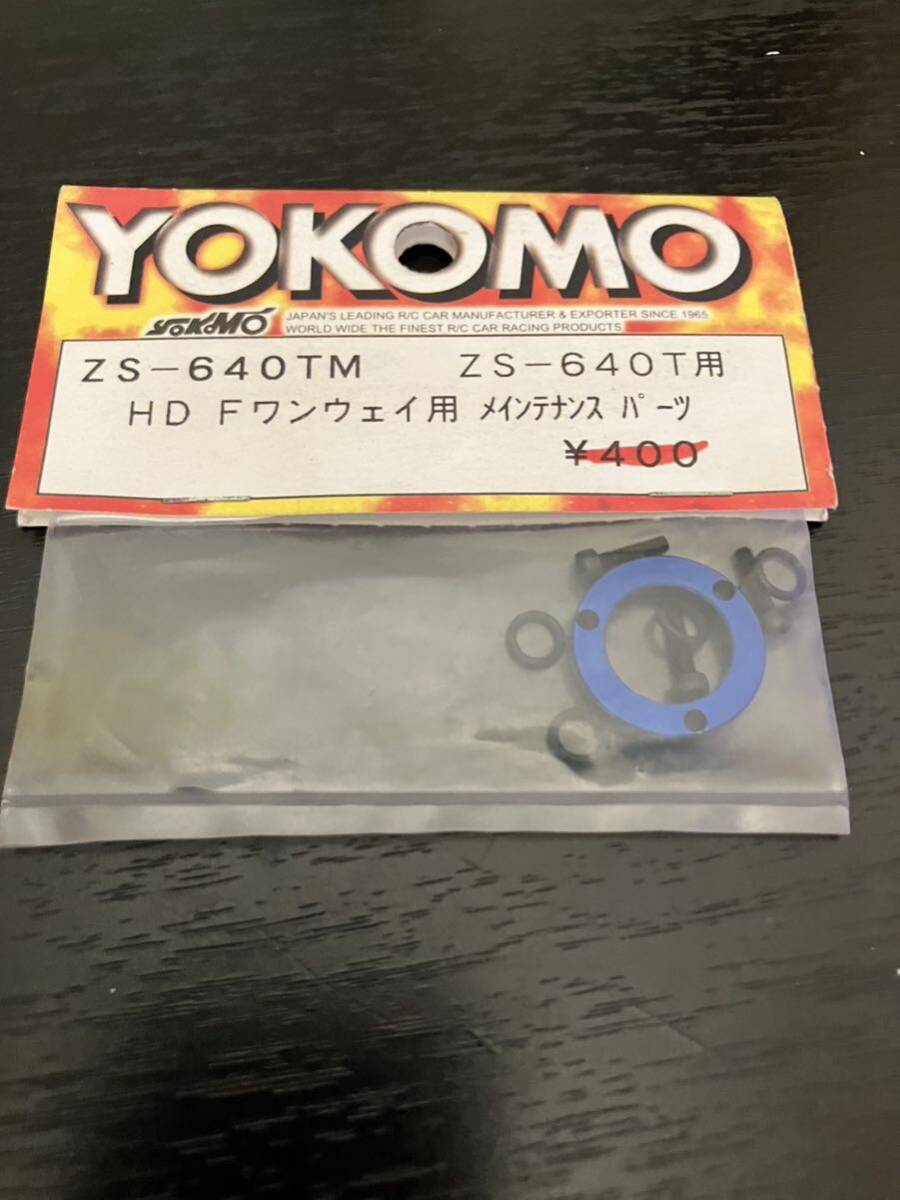 YOKOMO
YOKOMO
JAPAN'S LEADING R/C CAR MANUFACTURER & EXPORTER SINCE 1965
WORLD WIDE THE FINEST R/C CAR RACING PRODUCTS
ZS-640TM ZS-640T用
HD Fワンウェイ用 メインテナンス パーツ
¥400